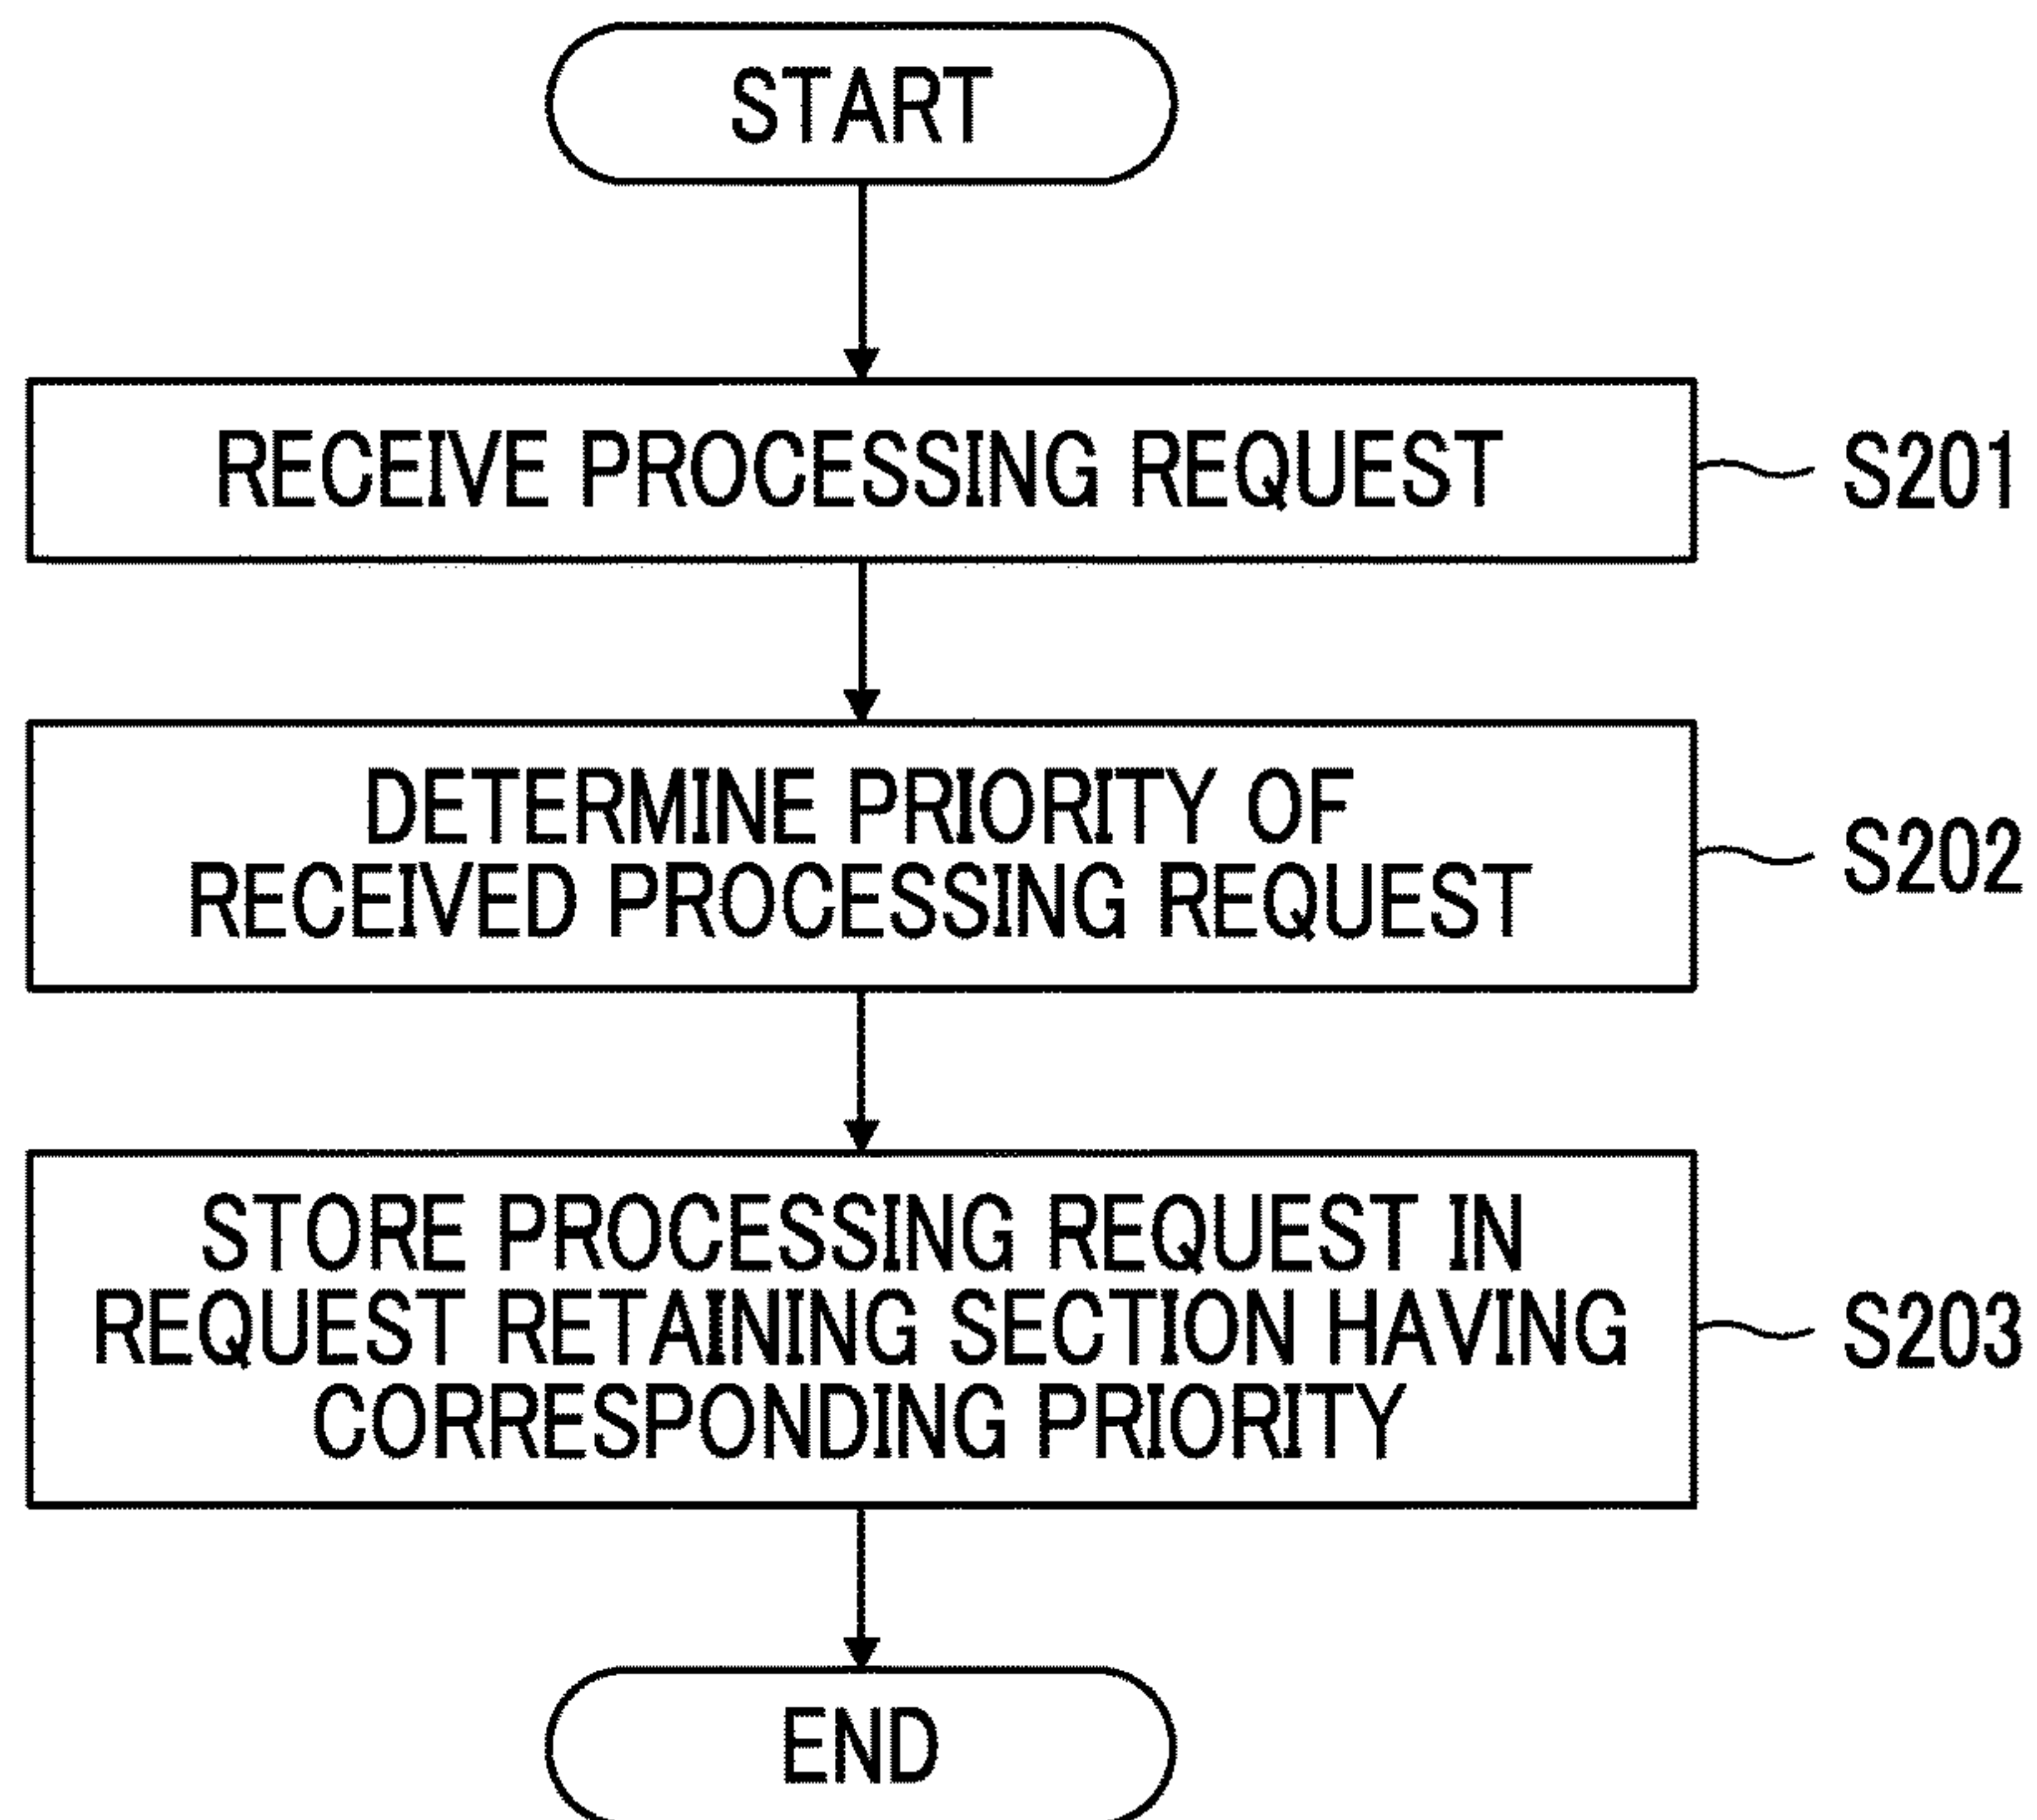 START
RECEIVE PROCESSING REQUEST
S201
DETERMINE PRIORITY OF
RECEIVED PROCESSING REQUEST
S202
STORE PROCESSING REQUEST IN
REQUEST RETAINING SECTION HAVING
CORRESPONDING PRIORITY
S203
END